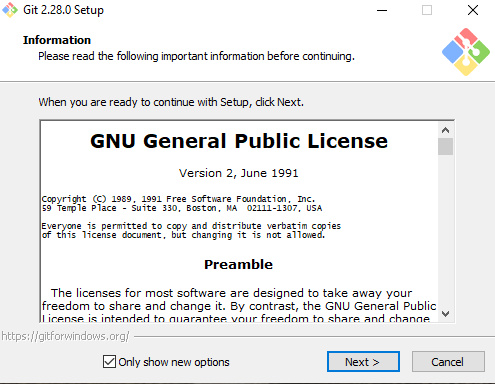 Git 2.28.0 Setup
Information
Please read the following important information before continuing.
When you are ready to continue with Setup, click Next.
GNU General Public License
Version 2, June 1991
Copyright (C) 1989, 1991 Free Software Foundation, Inc.
59 Temple Place - Suite 330, Boston, MA  02111-1307, USA
Everyone is permitted to copy and distribute verbatim copies
of this license document, but changing it is not allowed.
Preamble
The licenses for most software are designed to take away your
freedom to share and change it. By contrast, the GNU General Public
License is intended to guarantee your freedom to share and change
https://gitforwindows.org/
Only show new options
Next >
Cancel